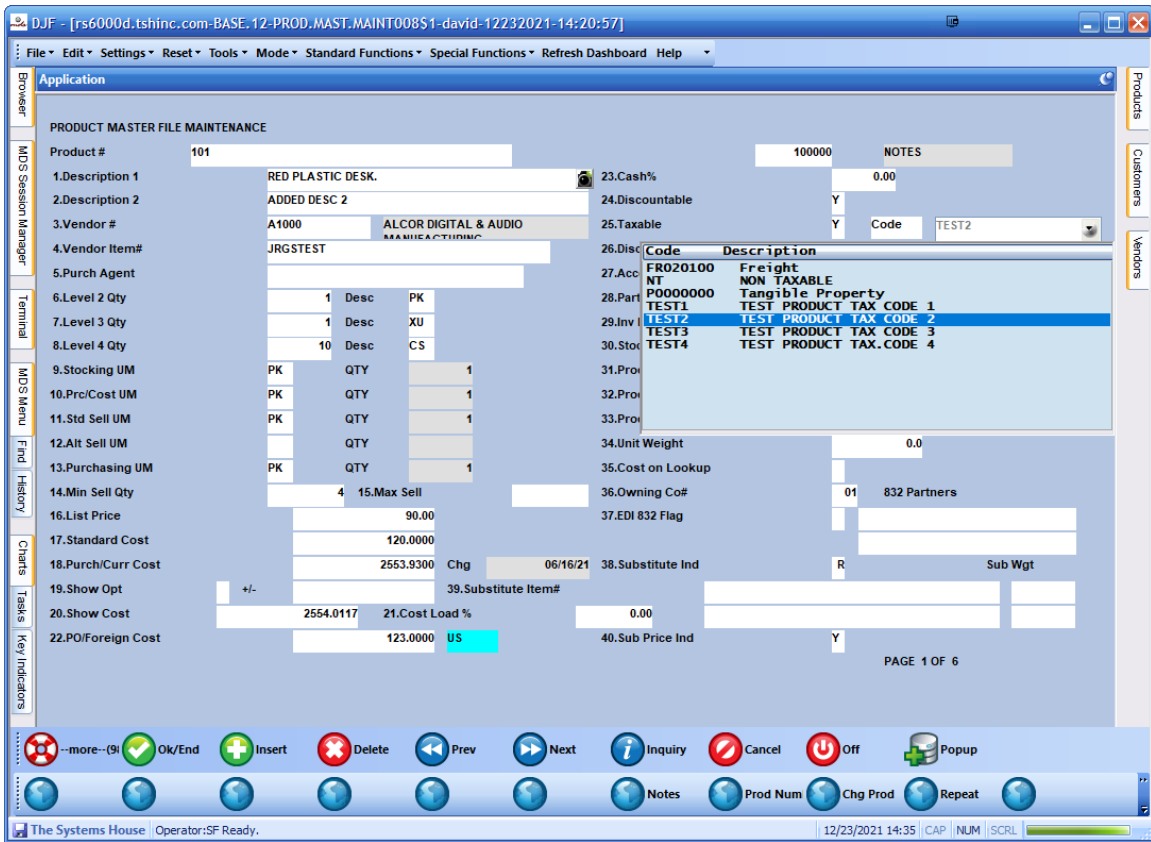 DJF - [rs6000d.tshinc.com-BASE.12-PROD.MAST.MAINT008$1-david-12232021-14:20:57]
File Edit Settings Reset Tools Mode Standard Functions Special Functions Refresh Dashboard Help
Application
Browser
MDS Session Manager
Terminal
MDS Menu
Find
History
Charts
Tasks
Key Indicators
Products
Customers
Vendors
PRODUCT MASTER FILE MAINTENANCE
Product # 101 100000 NOTES
1.Description 1 RED PLASTIC DESK. 23.Cash% 0.00
2.Description 2 ADDED DESC 2 24.Discountable Y
3.Vendor # A1000 ALCOR DIGITAL & AUDIO MANUFACTURING 25.Taxable Y Code TEST2
4.Vendor Item# JRGSTEST 26.Disc
5.Purch Agent 27.Acc
6.Level 2 Qty 1 Desc PK 28.Part
7.Level 3 Qty 1 Desc XU 29.Inv
8.Level 4 Qty 10 Desc CS 30.Stoc
9.Stocking UM PK QTY 1 31.Pro
10.Prc/Cost UM PK QTY 1 32.Pro
11.Std Sell UM PK QTY 1 33.Pro
Code Description
FR020100 Freight
NT NON TAXABLE
P0000000 Tangible Property
TEST1 TEST PRODUCT TAX CODE 1
TEST2 TEST PRODUCT TAX CODE 2
TEST3 TEST PRODUCT TAX CODE 3
TEST4 TEST PRODUCT TAX.CODE 4
12.Alt Sell UM QTY 34.Unit Weight 0.0
13.Purchasing UM PK QTY 1 35.Cost on Lookup
14.Min Sell Qty 4 15.Max Sell 36.Owning Co# 01 832 Partners
16.List Price 90.00 37.EDI 832 Flag
17.Standard Cost 120.0000
18.Purch/Curr Cost 2553.9300 Chg 06/16/21 38.Substitute Ind R Sub Wgt
19.Show Opt +/- 39.Substitute Item#
20.Show Cost 2554.0117 21.Cost Load % 0.00
22.PO/Foreign Cost 123.0000 US 40.Sub Price Ind Y
PAGE 1 OF 6
--more--(9 Ok/End Insert Delete Prev Next Inquiry Cancel Off Popup
Notes Prod Num Chg Prod Repeat
The Systems House Operator:SF Ready. 12/23/2021 14:35 CAP NUM SCRL